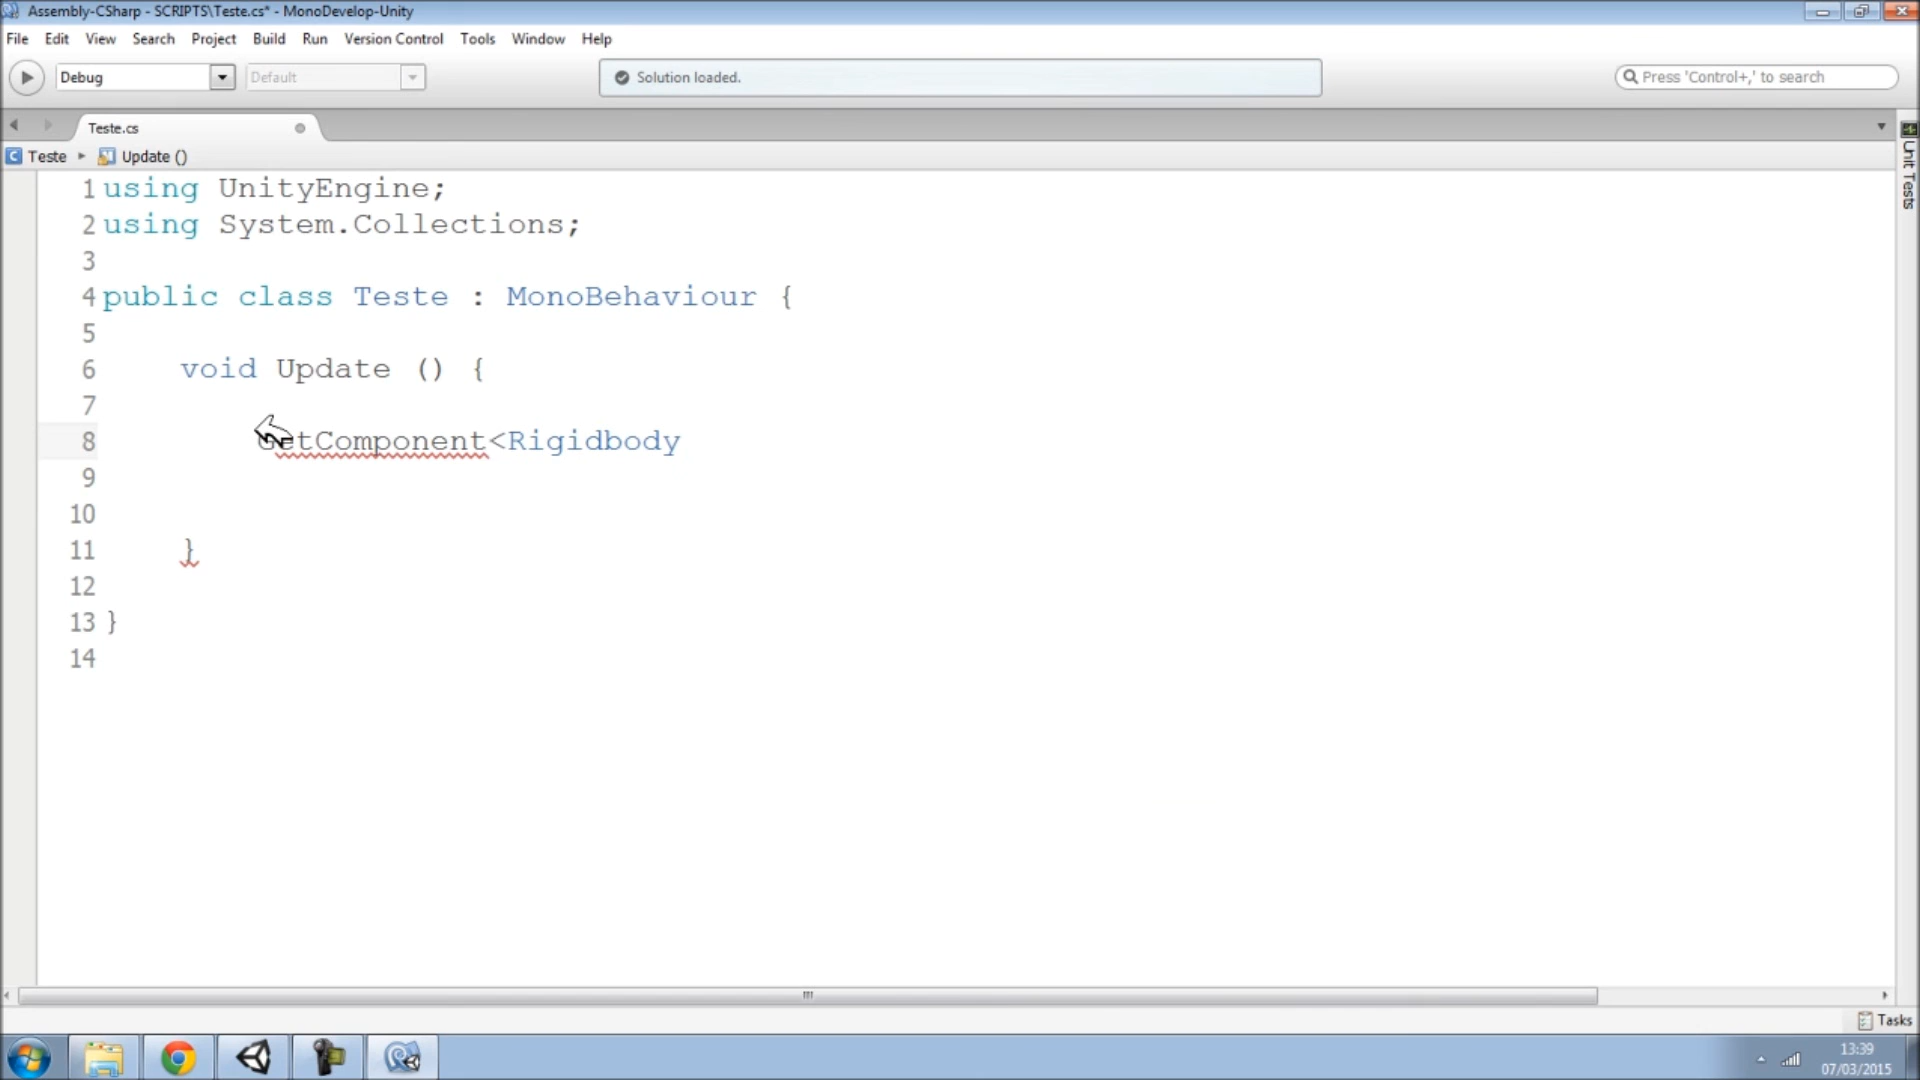 Assembly-CSharp - SCRIPTS\Teste.cs* - MonoDevelop-Unity
File Edit View Search Project Build Run Version Control Tools Window Help
Debug Default Solution loaded. Press 'Control+,' to search
Teste.cs
Teste Update ()
Unit Tests
1 using UnityEngine;
2 using System.Collections;
3
4 public class Teste : MonoBehaviour {
5
6 void Update () {
7
8 GetComponent<Rigidbody
9
10
11 }
12
13 }
14
Tasks
13:39
07/03/2015